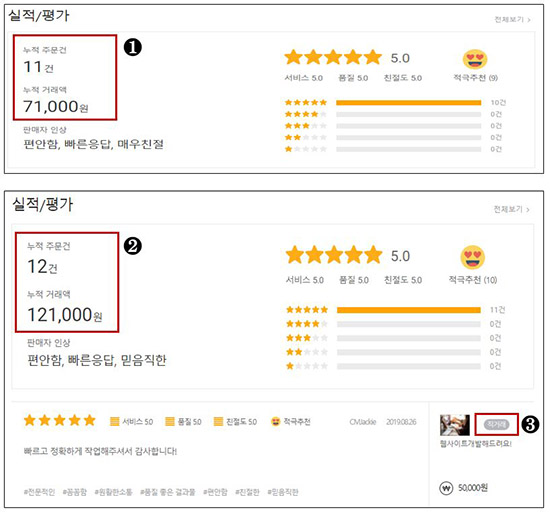 실적/평가
전체보기 >
누적 주문건
❶
11건
5.0
누적 거래액
서비스 5.0 품질 5.0 친절도 5.0
적극추천 (9)
71,000원
10건
0건
0건
0건
0건
판매자 인상
편안함, 빠른응답, 매우친절
실적/평가
전체보기 >
누적 주문건
❷
12건
5.0
서비스 5.0 품질 5.0 친절도 5.0
적극추천 (10)
누적 거래액
121,000원
11건
0건
0건
0건
0건
판매자 인상
편안함, 빠른응답, 믿음직한
서비스 5.0 품질 5.0 친절도 5.0 적극추천
CMJackie 2019.08.26
직거래
❸
웹사이트개발해드려요!
빠르고 정확하게 작업해주셔서 감사합니다!
#전문적인 #꼼꼼함 #원활한소통 #품질 좋은 결과물 #편안함 #친절한 #믿음직한
₩ 50,000원